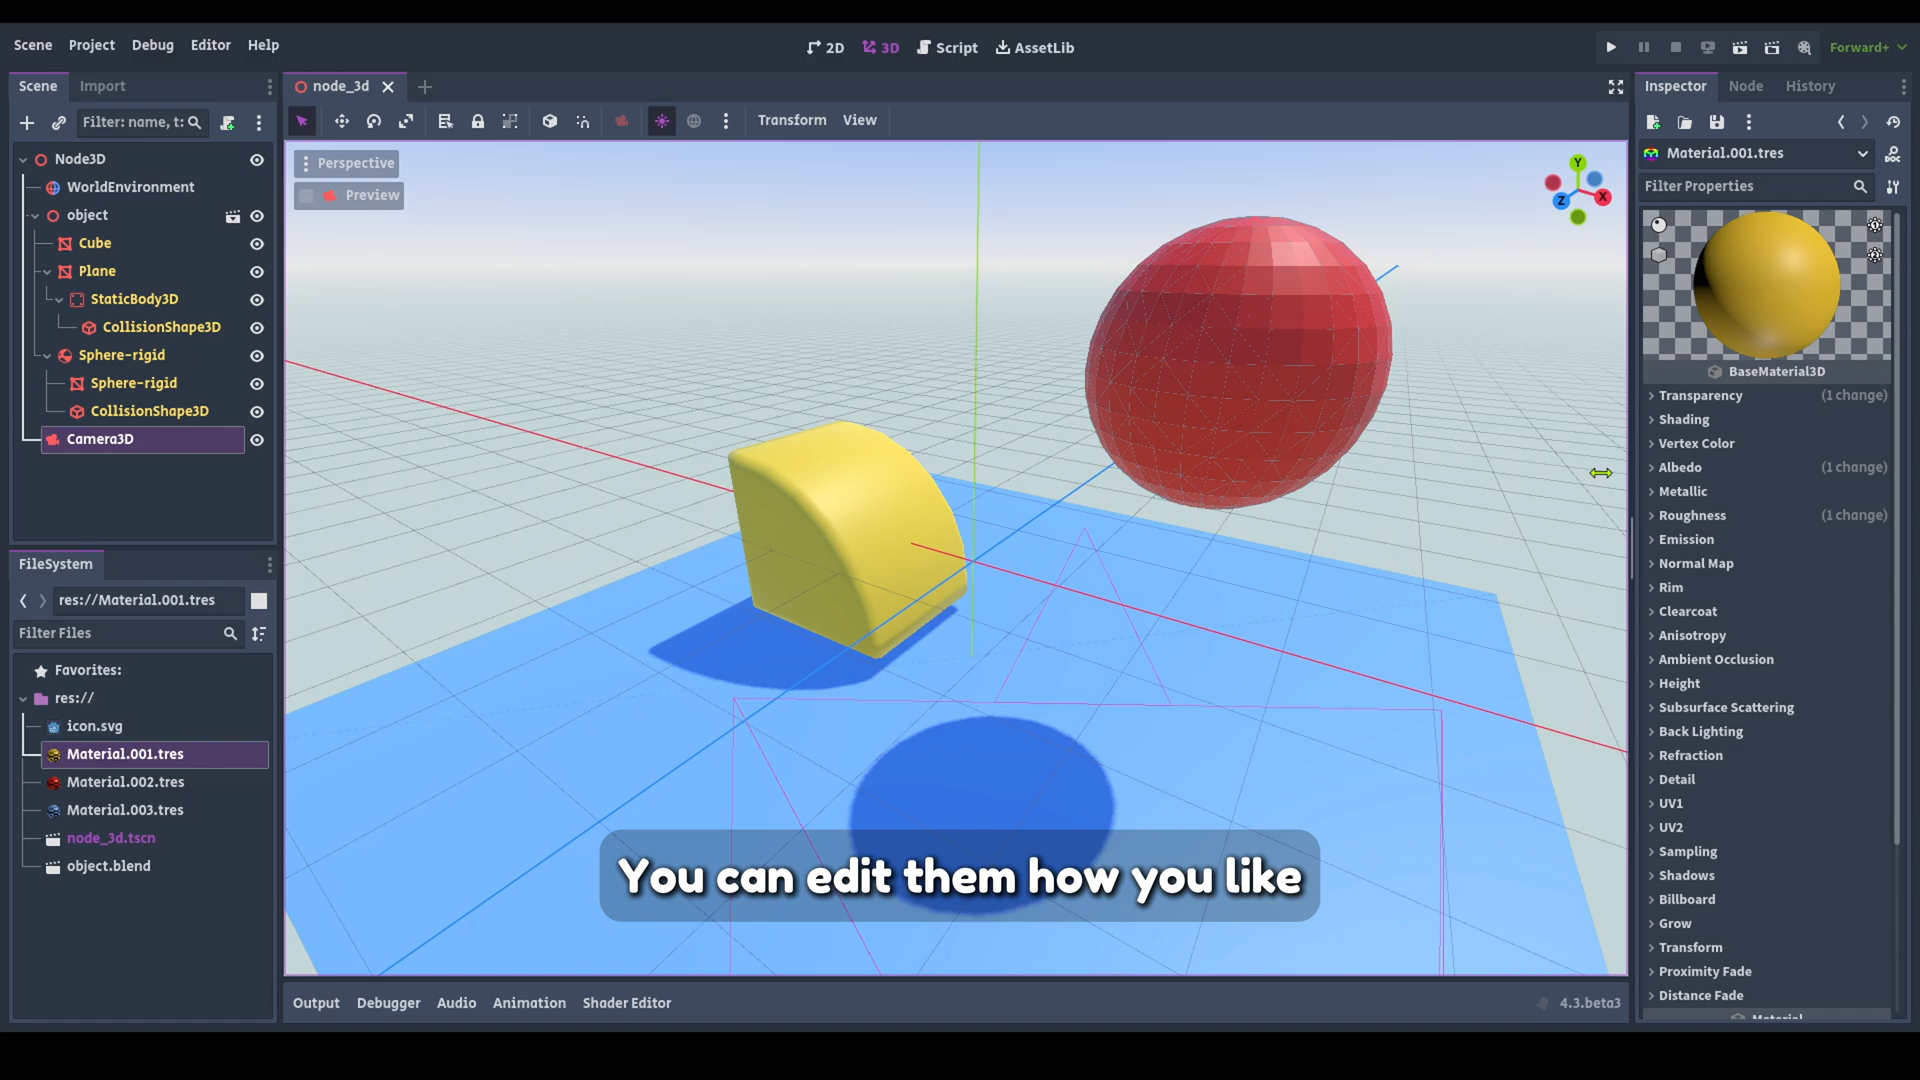 Scene Project Debug Editor Help
2D 3D Script AssetLib
Forward+
Scene Import
node_3d
Inspector Node History
Filter: name, t:
Transform View
Node3D
WorldEnvironment
object
Cube
Plane
StaticBody3D
CollisionShape3D
Sphere-rigid
Sphere-rigid
CollisionShape3D
Camera3D
FileSystem
res://Material.001.tres
Filter Files
Favorites:
res://
icon.svg
Material.001.tres
Material.002.tres
Material.003.tres
node_3d.tscn
object.blend
Perspective
Preview
Y
X
Z
You can edit them how you like
Output Debugger Audio Animation Shader Editor
4.3.beta3
Material.001.tres
Filter Properties
BaseMaterial3D
Transparency (1 change)
Shading
Vertex Color
Albedo (1 change)
Metallic
Roughness (1 change)
Emission
Normal Map
Rim
Clearcoat
Anisotropy
Ambient Occlusion
Height
Subsurface Scattering
Back Lighting
Refraction
Detail
UV1
UV2
Sampling
Shadows
Billboard
Grow
Transform
Proximity Fade
Distance Fade
Material